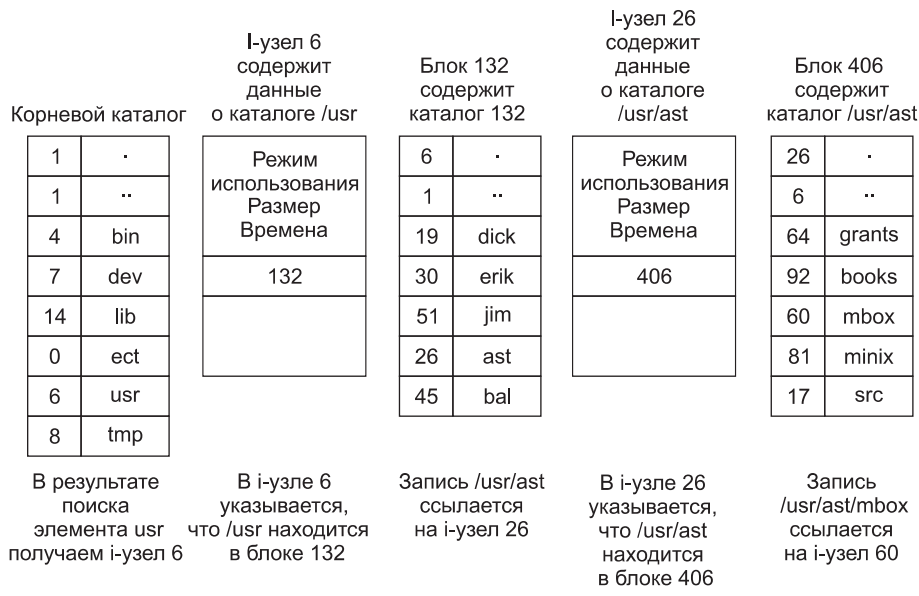 Корневой каталог
1 .
1 ..
4 bin
7 dev
14 lib
0 ect
6 usr
8 tmp
В результате
поиска
элемента usr
получаем i-узел 6
I-узел 6
содержит
данные
о каталоге /usr
Режим
использования
Размер
Времена
132
В i-узле 6
указывается,
что /usr находится
в блоке 132
Блок 132
содержит
каталог 132
6 .
1 ..
19 dick
30 erik
51 jim
26 ast
45 bal
Запись /usr/ast
ссылается
на i-узел 26
I-узел 26
содержит
данные
о каталоге
/usr/ast
Режим
использования
Размер
Времена
406
В i-узле 26
указывается,
что /usr/ast
находится
в блоке 406
Блок 406
содержит
каталог /usr/ast
26 .
6 ..
64 grants
92 books
60 mbox
81 minix
17 src
Запись
/usr/ast/mbox
ссылается
на i-узел 60